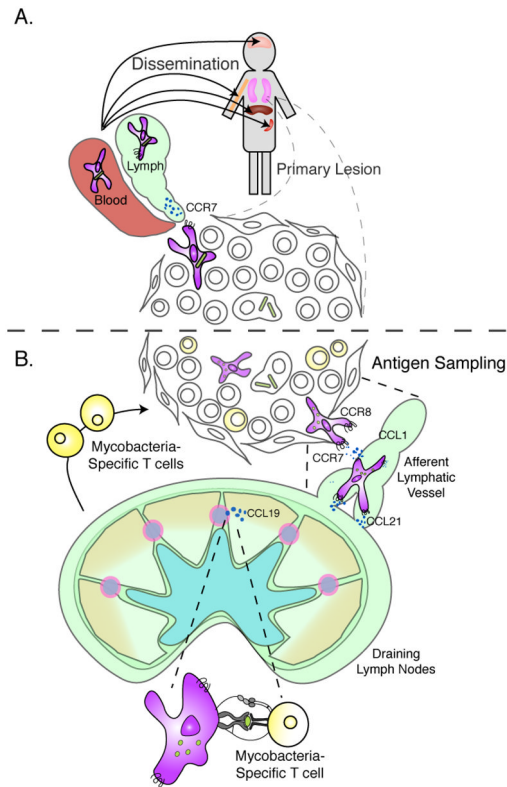 A.
Dissemination
Lymph
Blood
CCR7
Primary Lesion
B.
Antigen Sampling
CCR8
CCL1
Mycobacteria-
Specific T cells
CCR7
Afferent
Lymphatic
Vessel
CCL21
CCL19
Draining
Lymph Nodes
Mycobacteria-
Specific T cell